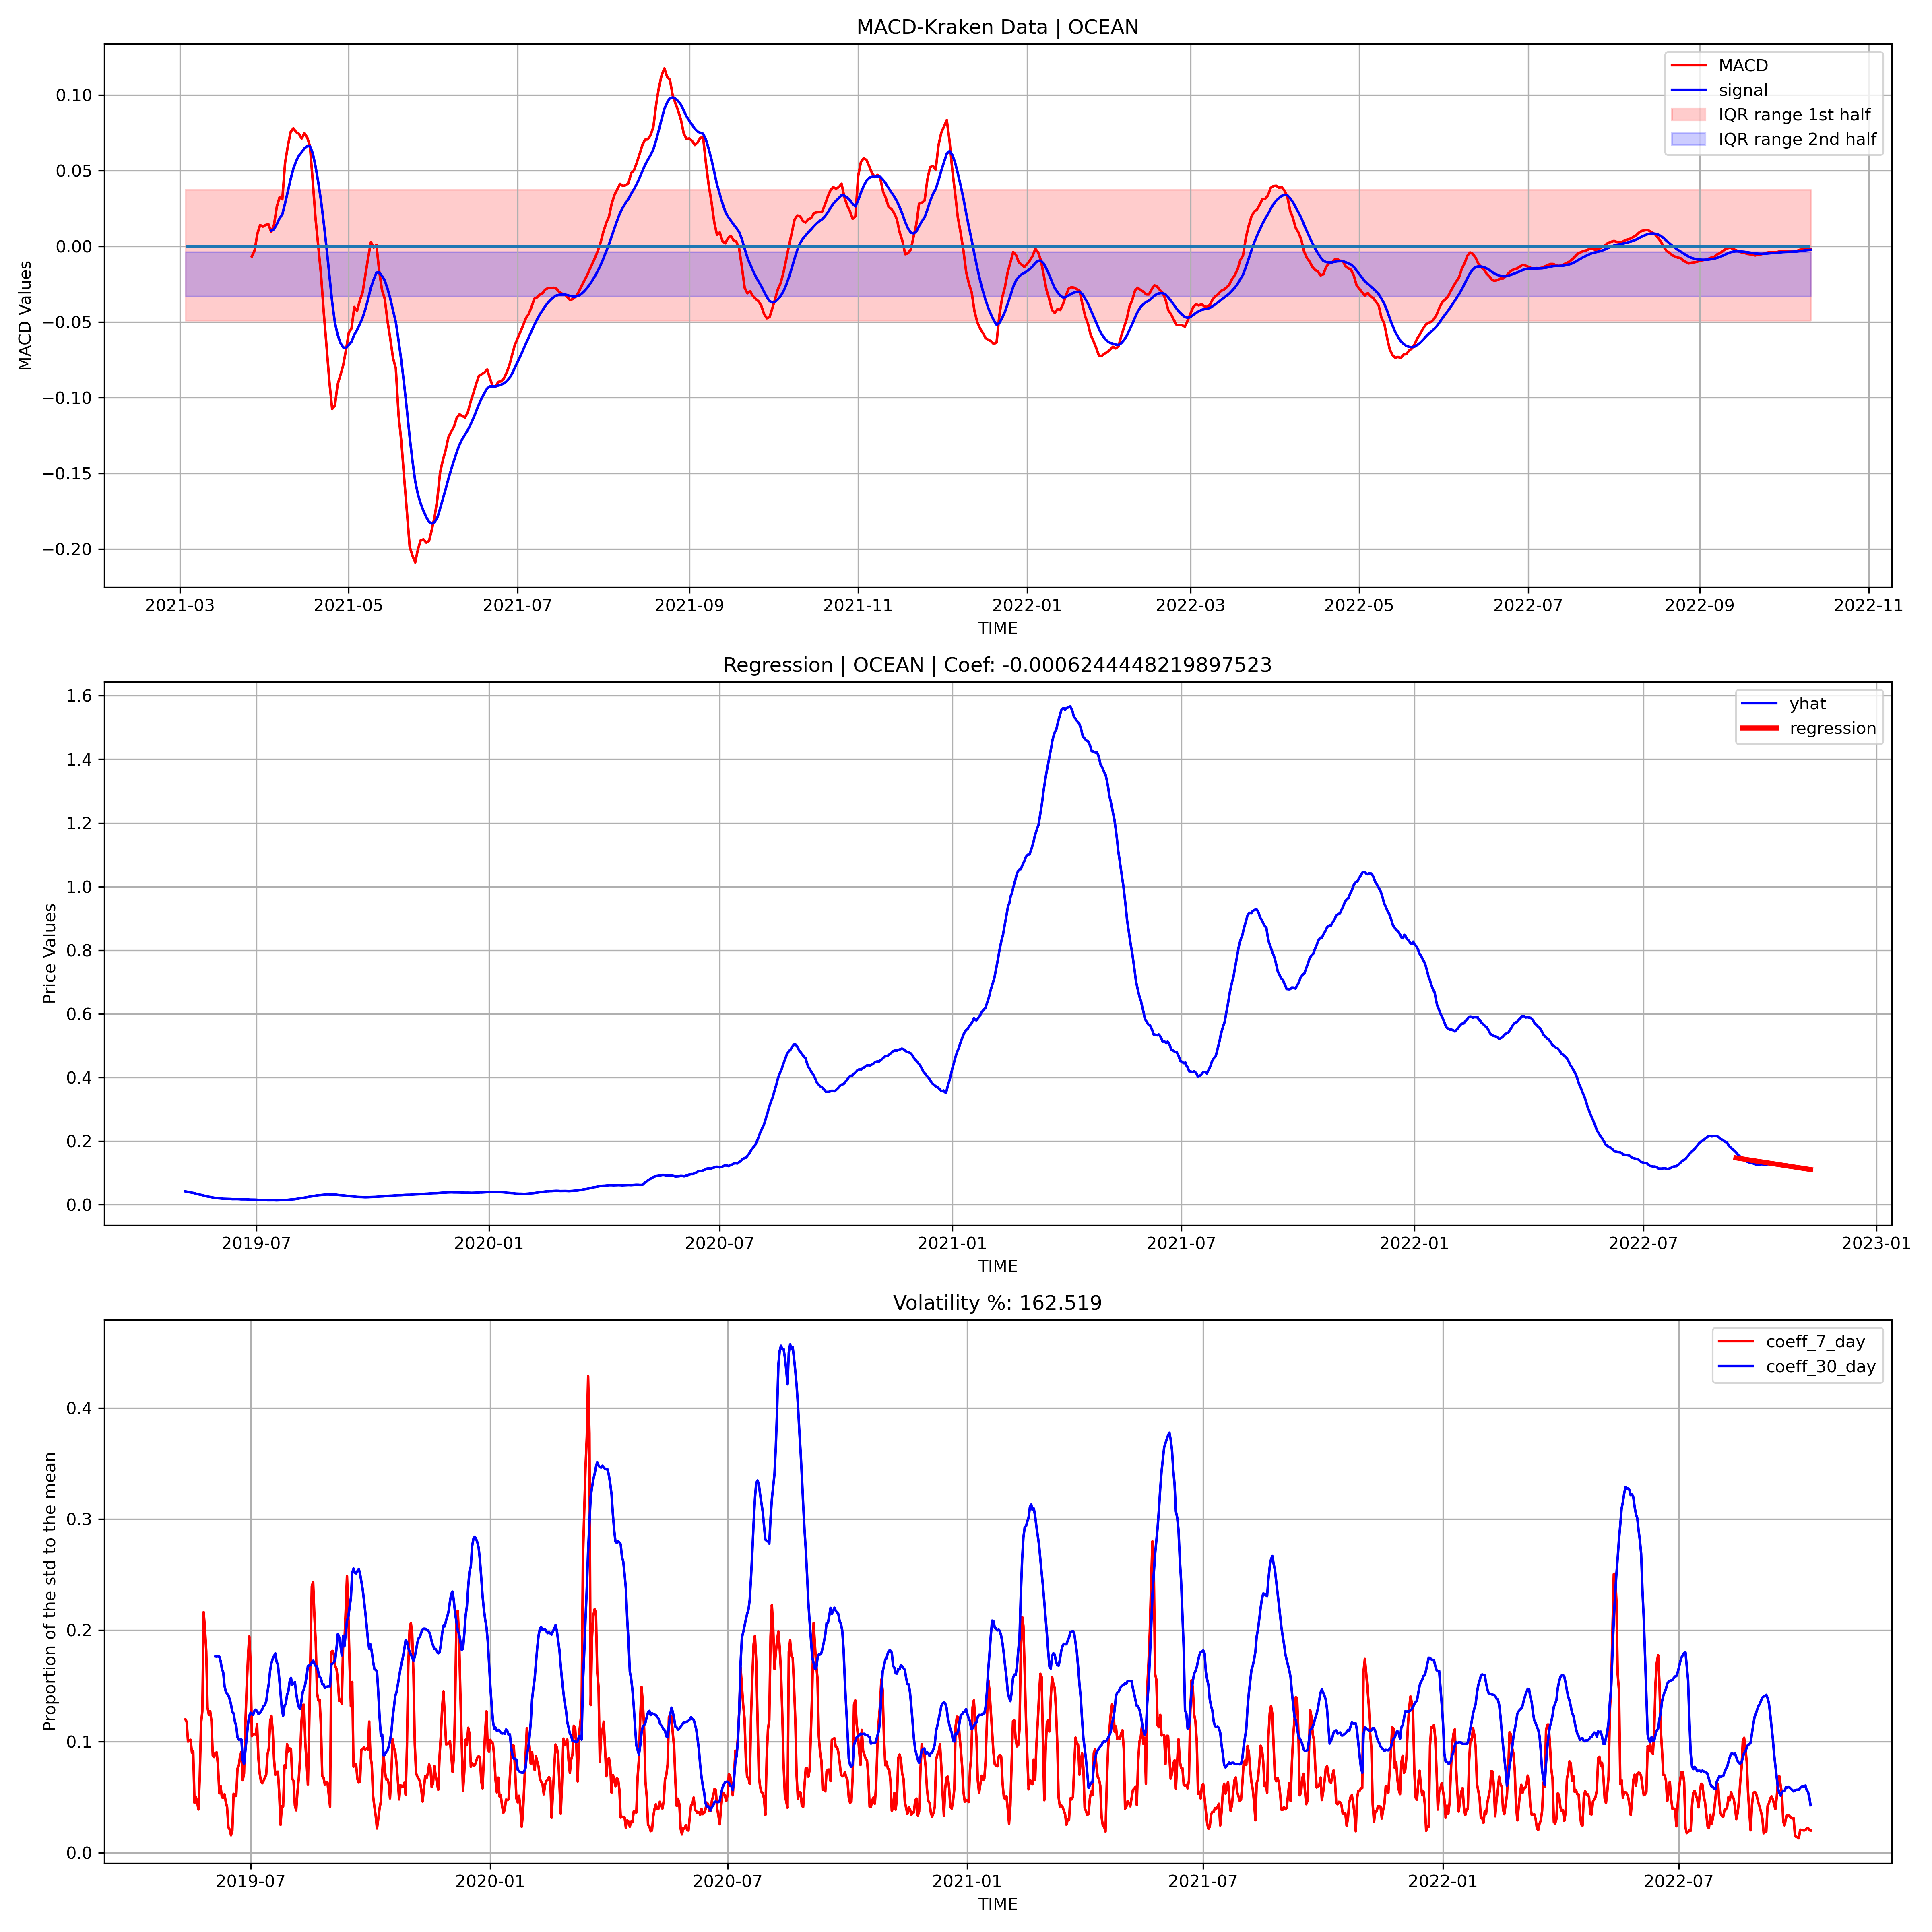 MACD-Kraken Data | OCEAN
MACD
signal
IQR range 1st half
IQR range 2nd half
MACD Values
0.10
0.05
0.00
−0.05
−0.10
−0.15
−0.20
2021-03 2021-05 2021-07 2021-09 2021-11 2022-01 2022-03 2022-05 2022-07 2022-09 2022-11
TIME
Regression | OCEAN | Coef: -0.0006244448219897523
yhat
regression
Price Values
1.6
1.4
1.2
1.0
0.8
0.6
0.4
0.2
0.0
2019-07 2020-01 2020-07 2021-01 2021-07 2022-01 2022-07 2023-01
TIME
Volatility %: 162.519
coeff_7_day
coeff_30_day
Proportion of the std to the mean
0.4
0.3
0.2
0.1
0.0
2019-07 2020-01 2020-07 2021-01 2021-07 2022-01 2022-07
TIME